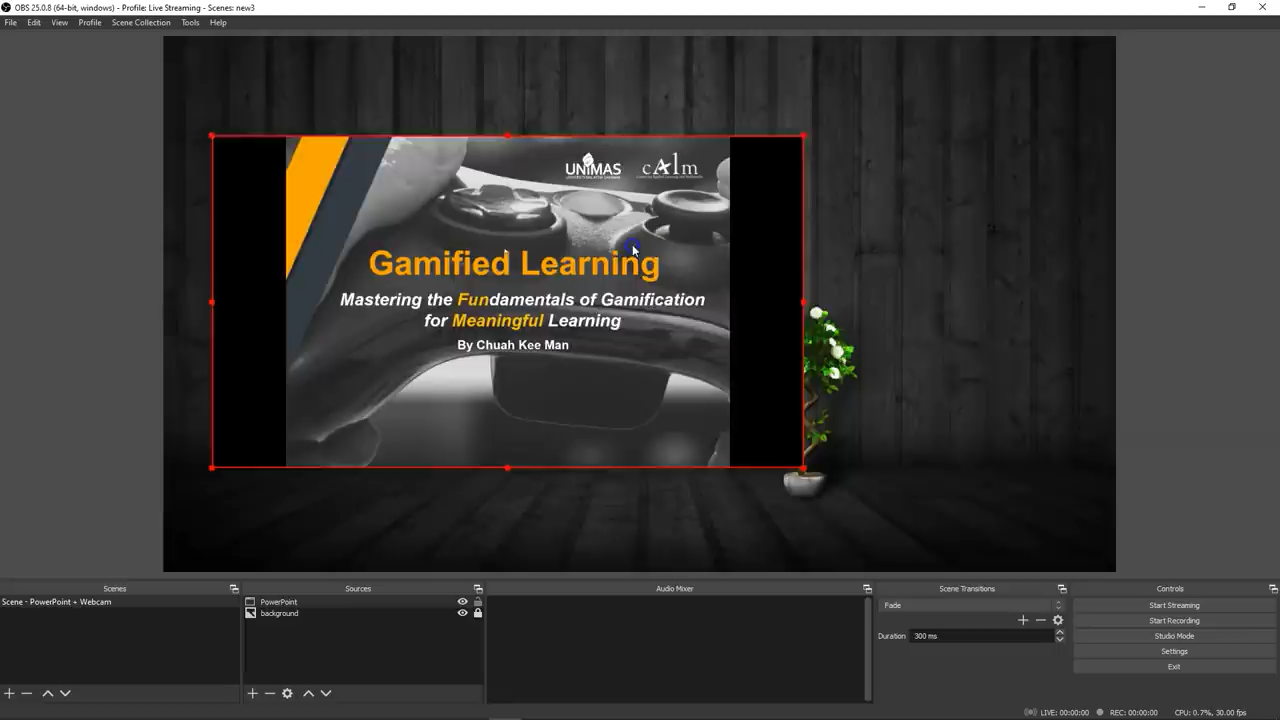 OBS 25.0.8 (64-bit, windows) - Profile: Live Streaming - Scenes: new3
File Edit View Profile Scene Collection Tools Help
UNIMAS
cAlm
Gamified Learning
Mastering the Fundamentals of Gamification
for Meaningful Learning
By Chuah Kee Man
Scenes
Scene - PowerPoint + Webcam
Sources
PowerPoint
background
Audio Mixer
Scene Transitions
Fade
Duration 300 ms
Controls
Start Streaming
Start Recording
Studio Mode
Settings
Exit
LIVE: 00:00:00 REC: 00:00:00 CPU: 0.7%, 30.00 fps